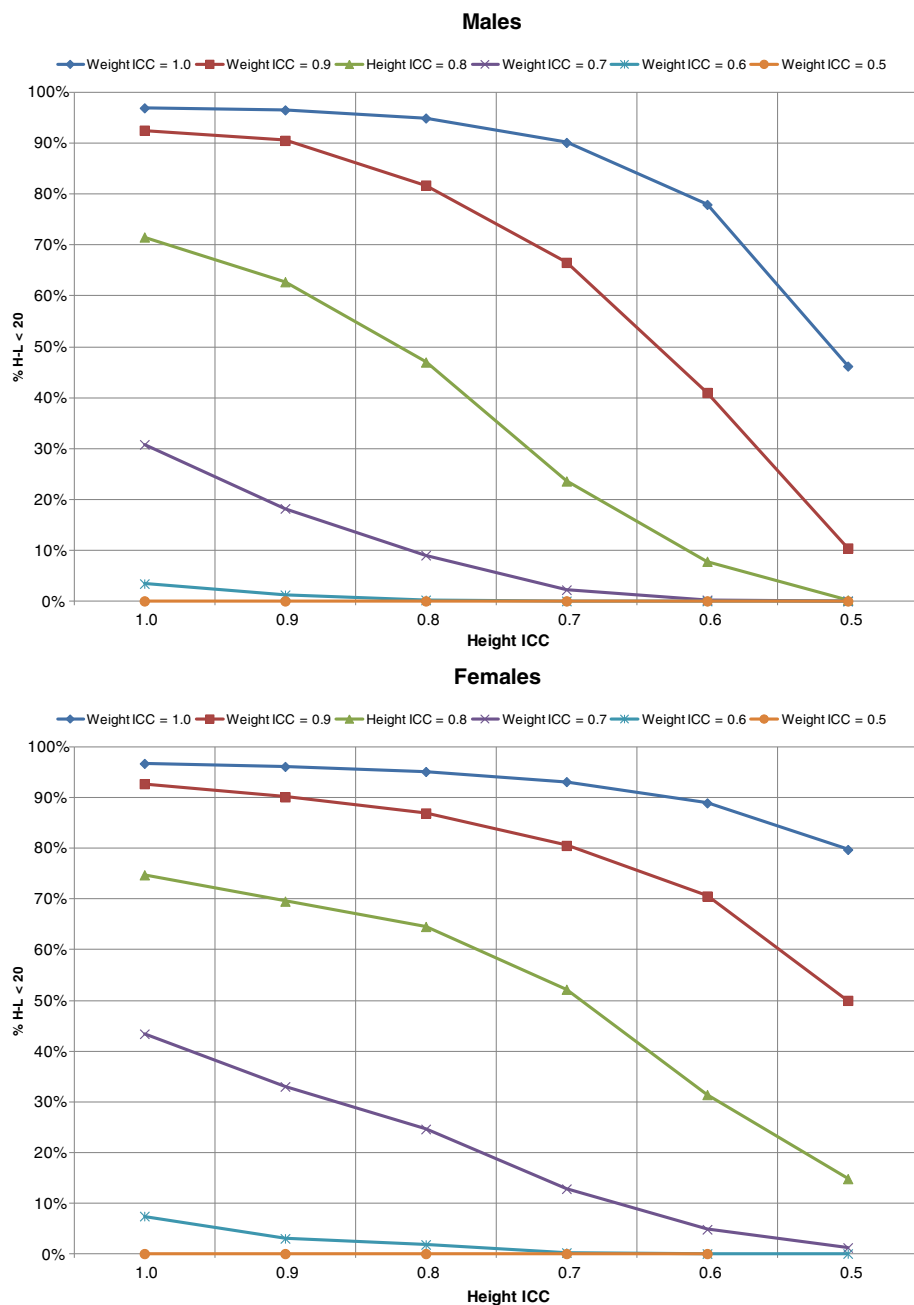 Males
Weight ICC = 1.0 Weight ICC = 0.9 Height ICC = 0.8 Weight ICC = 0.7 Weight ICC = 0.6 Weight ICC = 0.5
100%
90%
80%
70%
60%
50%
40%
30%
20%
10%
0%
% H-L < 20
1.0 0.9 0.8 0.7 0.6 0.5
Height ICC
Females
Weight ICC = 1.0 Weight ICC = 0.9 Height ICC = 0.8 Weight ICC = 0.7 Weight ICC = 0.6 Weight ICC = 0.5
100%
90%
80%
70%
60%
50%
40%
30%
20%
10%
0%
% H-L < 20
1.0 0.9 0.8 0.7 0.6 0.5
Height ICC